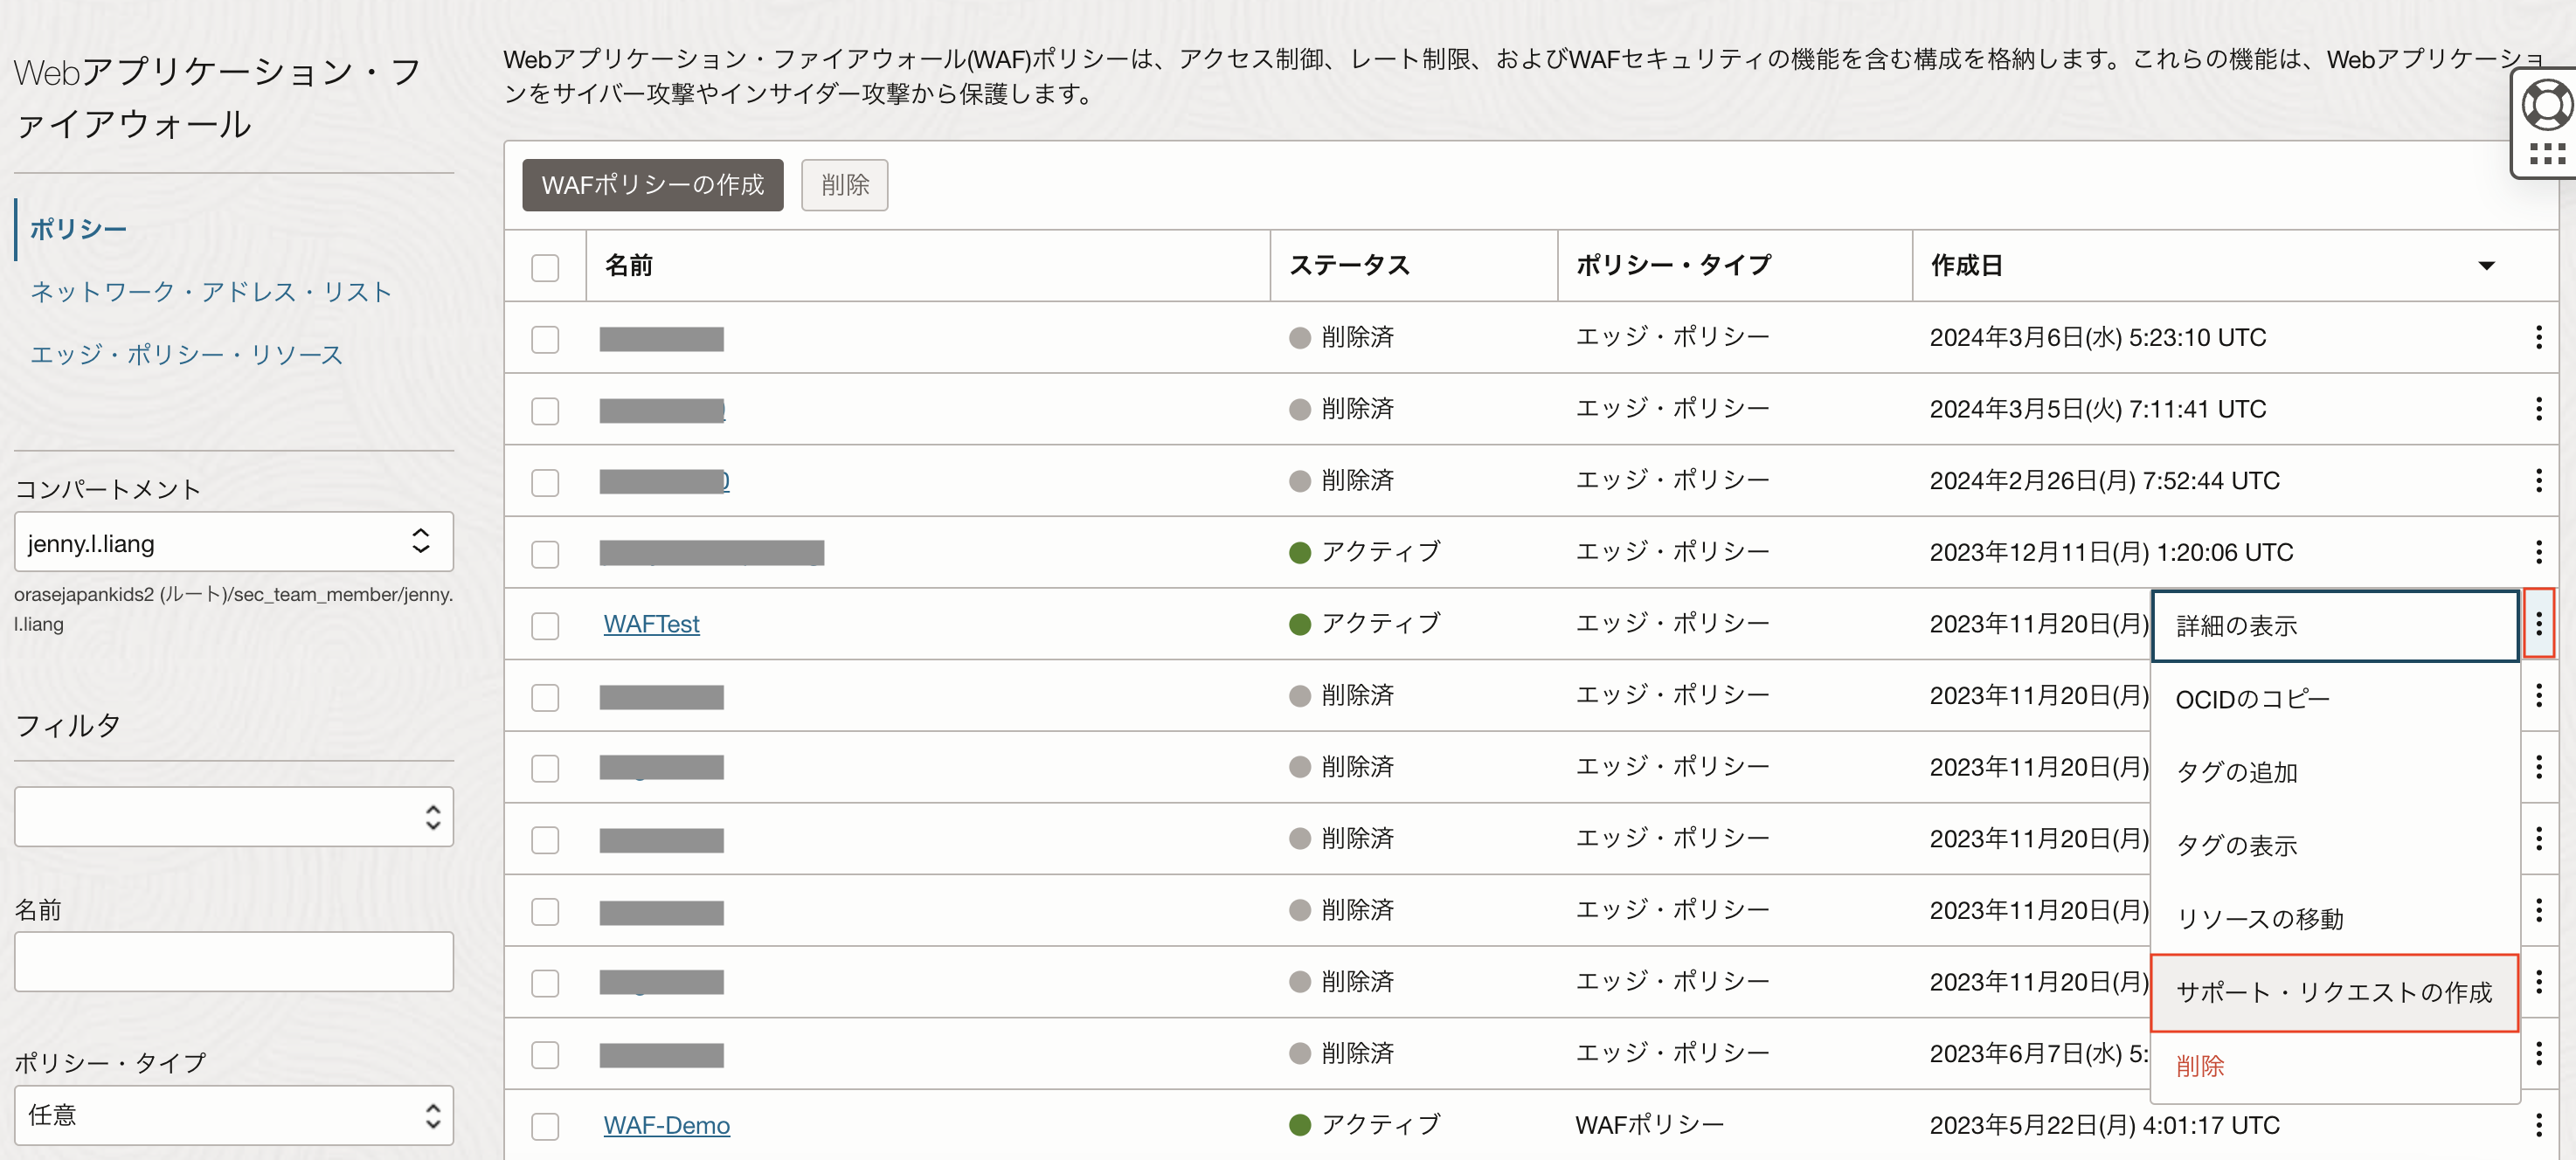 Webアプリケーション・フ
ァイアウォール
ポリシー
ネットワーク・アドレス・リスト
エッジ・ポリシー・リソース
コンパートメント
jenny.l.liang
orasejapankids2 (ルート)/sec_team_member/jenny.
l.liang
フィルタ
名前
ポリシー・タイプ
任意
Webアプリケーション・ファイアウォール(WAF)ポリシーは、アクセス制御、レート制限、およびWAFセキュリティの機能を含む構成を格納します。これらの機能は、Webアプリケーショ
ンをサイバー攻撃やインサイダー攻撃から保護します。
WAFポリシーの作成 削除
名前 ステータス ポリシー・タイプ 作成日
削除済 エッジ・ポリシー 2024年3月6日(水) 5:23:10 UTC
削除済 エッジ・ポリシー 2024年3月5日(火) 7:11:41 UTC
削除済 エッジ・ポリシー 2024年2月26日(月) 7:52:44 UTC
アクティブ エッジ・ポリシー 2023年12月11日(月) 1:20:06 UTC
WAFTest アクティブ エッジ・ポリシー 2023年11月20日(月)
削除済 エッジ・ポリシー 2023年11月20日(月)
削除済 エッジ・ポリシー 2023年11月20日(月)
削除済 エッジ・ポリシー 2023年11月20日(月)
削除済 エッジ・ポリシー 2023年11月20日(月)
削除済 エッジ・ポリシー 2023年11月20日(月)
削除済 エッジ・ポリシー 2023年6月7日(水) 5:
WAF-Demo アクティブ WAFポリシー 2023年5月22日(月) 4:01:17 UTC
詳細の表示
OCIDのコピー
タグの追加
タグの表示
リソースの移動
サポート・リクエストの作成
削除